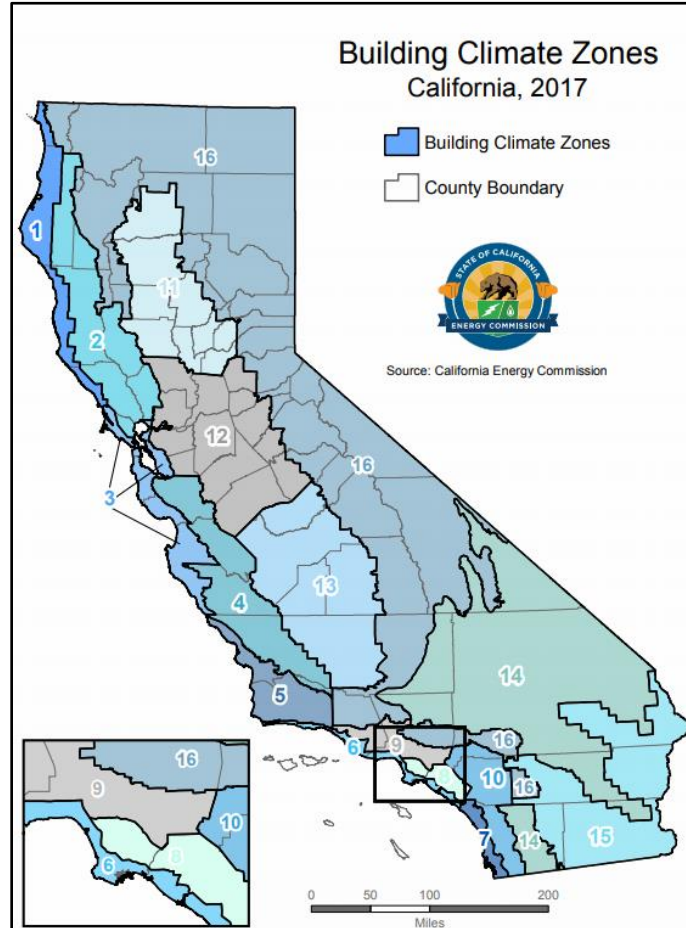 Building Climate Zones
California, 2017
Building Climate Zones
County Boundary
STATE OF CALIFORNIA
ENERGY COMMISSION
Source: California Energy Commission
16
1
11
2
12
16
3
13
4
14
5
6
9
16
8
10
16
7
14
15
16
9
10
8
6
0 50 100 200
Miles